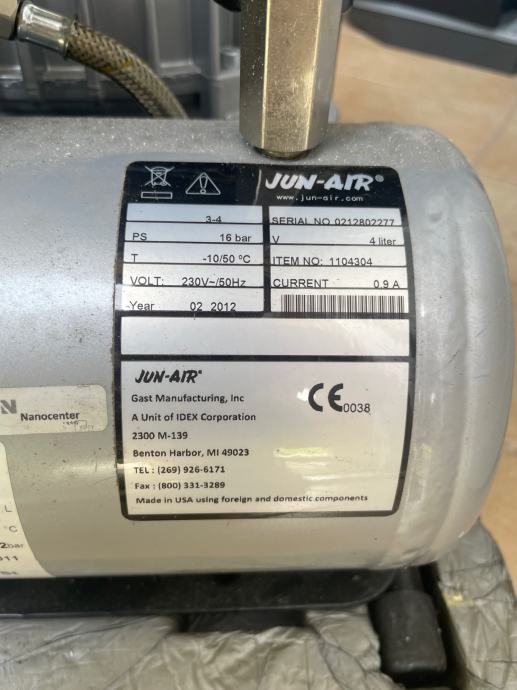 JUN-AIR®
www.jun-air.com
3-4
SERIAL NO 0212802277
PS 16 bar
V 4 liter
T -10/50 °C
ITEM NO: 1104304
VOLT: 230V~/50Hz
CURRENT 0.9 A
Year 02 2012
JUN-AIR®
Gast Manufacturing, Inc
A Unit of IDEX Corporation
2300 M-139
Benton Harbor, MI 49023
TEL : (269) 926-6171
Fax : (800) 331-3289
Made in USA using foreign and domestic components
CE 0038
N
Nanocenter
L
°C
2bar